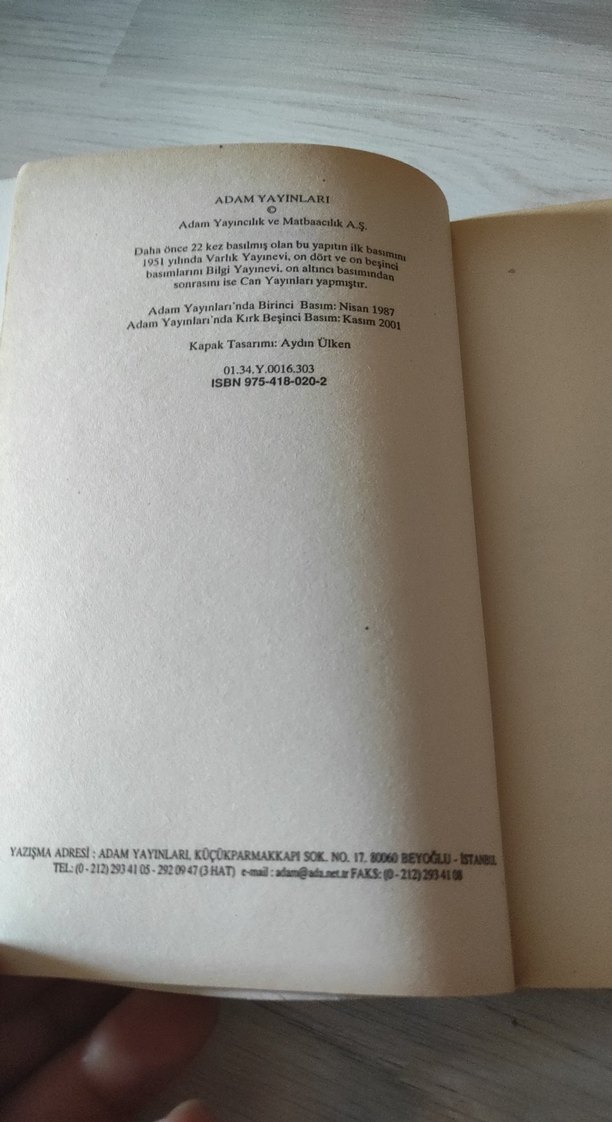 ADAM YAYINLARI
©
Adam Yayıncılık ve Matbaacılık A.Ş.
Daha önce 22 kez basılmış olan bu yapıtın ilk basımını
1951 yılında Varlık Yayınevi, on dört ve on beşinci
basımlarını Bilgi Yayınevi, on altıncı basımından
sonrasını ise Can Yayınları yapmıştır.
Adam Yayınları'nda Birinci Basım: Nisan 1987
Adam Yayınları'nda Kırk Beşinci Basım: Kasım 2001
Kapak Tasarımı: Aydın Ülken
01.34.Y.0016.303
ISBN 975-418-020-2
YAZIŞMA ADRESİ : ADAM YAYINLARI, KÜÇÜKPARMAKKAPI SOK. NO. 17, 80060 BEYOĞLU - İSTANBUL
TEL: (0 - 212) 293 41 05 - 292 09 47 (3 HAT) e-mail : adam@ada.net.tr FAKS: (0 - 212) 293 41 08